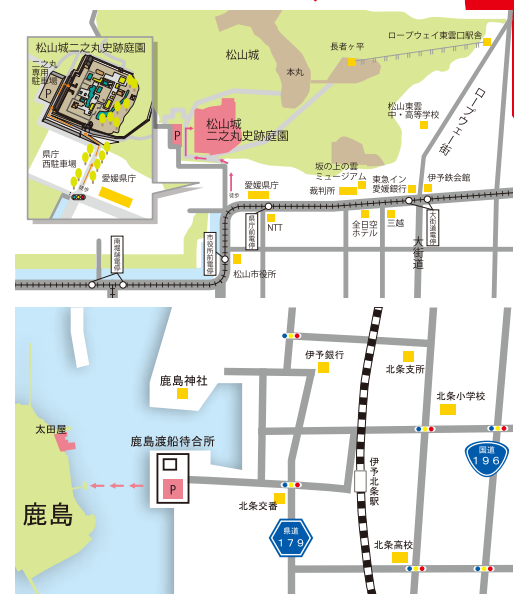 ロープウェイ東雲口駅舎
松山城二之丸史跡庭園
長者ヶ平
松山城
二之丸
専用
駐車場
P
本丸
ロープウェー街
松山東雲
中・高等学校
松山城
二之丸史跡庭園
P
県庁
西駐車場
坂の上の雲
ミュージアム
愛媛県庁
徒歩
徒歩
愛媛県庁
裁判所
東急イン
愛媛銀行
伊予鉄会館
県庁前電停
NTT
全日空
ホテル
三越
大街道
大街道電停
南堀端電停
市役所前電停
松山市役所
伊予銀行
北条支所
鹿島神社
北条小学校
太田屋
鹿島渡船待合所
国道
196
P
伊予北条駅
鹿島
北条交番
県道
179
北条高校